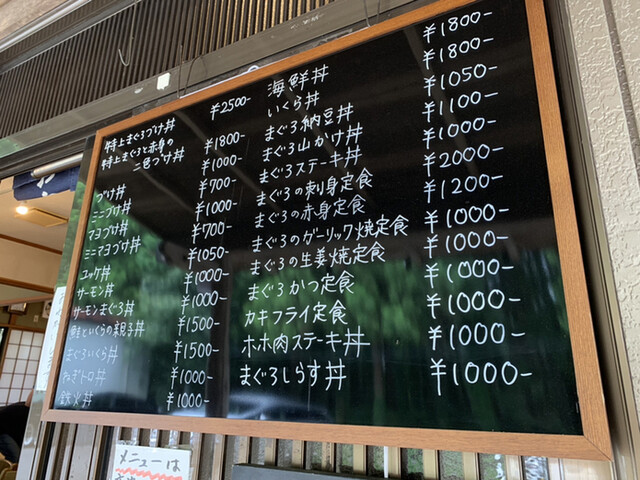 特上まぐろづけ丼 ¥2500-
特上まぐろと赤身の
二色づけ丼 ¥1800-
づけ丼 ¥1000-
ミニづけ丼 ¥700-
マヨづけ丼 ¥1000-
ミニマヨづけ丼 ¥700-
ユッケ丼 ¥1050-
サーモン丼 ¥1000-
サーモンまぐろ丼 ¥1000-
鮭といくらの親子丼 ¥1500-
まぐろいくら丼 ¥1500-
ねぎトロ丼 ¥1000-
鉄火丼 ¥1000-
海鮮丼 ¥1800-
いくら丼 ¥1800-
まぐろ納豆丼 ¥1050-
まぐろ山かけ丼 ¥1100-
まぐろステーキ丼 ¥1000-
まぐろの刺身定食 ¥2000-
まぐろの赤身定食 ¥1200-
まぐろのガーリック焼定食 ¥1000-
まぐろの生姜焼定食 ¥1000-
まぐろかつ定食 ¥1000-
カキフライ定食 ¥1000-
ホホ肉ステーキ丼 ¥1000-
まぐろしらす丼 ¥1000-
メニューは